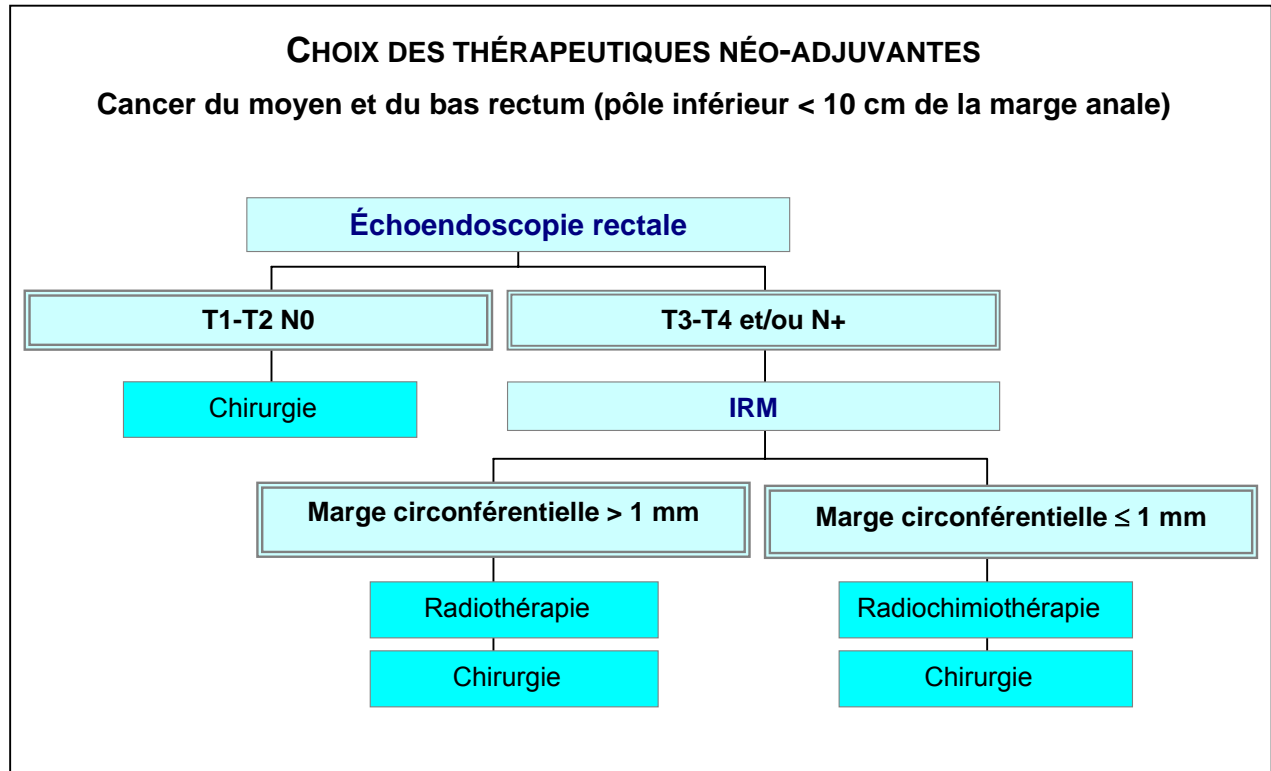 CHOIX DES THÉRAPEUTIQUES NÉO-ADJUVANTES
Cancer du moyen et du bas rectum (pôle inférieur < 10 cm de la marge anale)
Échoendoscopie rectale
T1-T2 N0
T3-T4 et/ou N+
Chirurgie
IRM
Marge circonférentielle > 1 mm
Marge circonférentielle ≤ 1 mm
Radiothérapie
Radiochimiothérapie
Chirurgie
Chirurgie